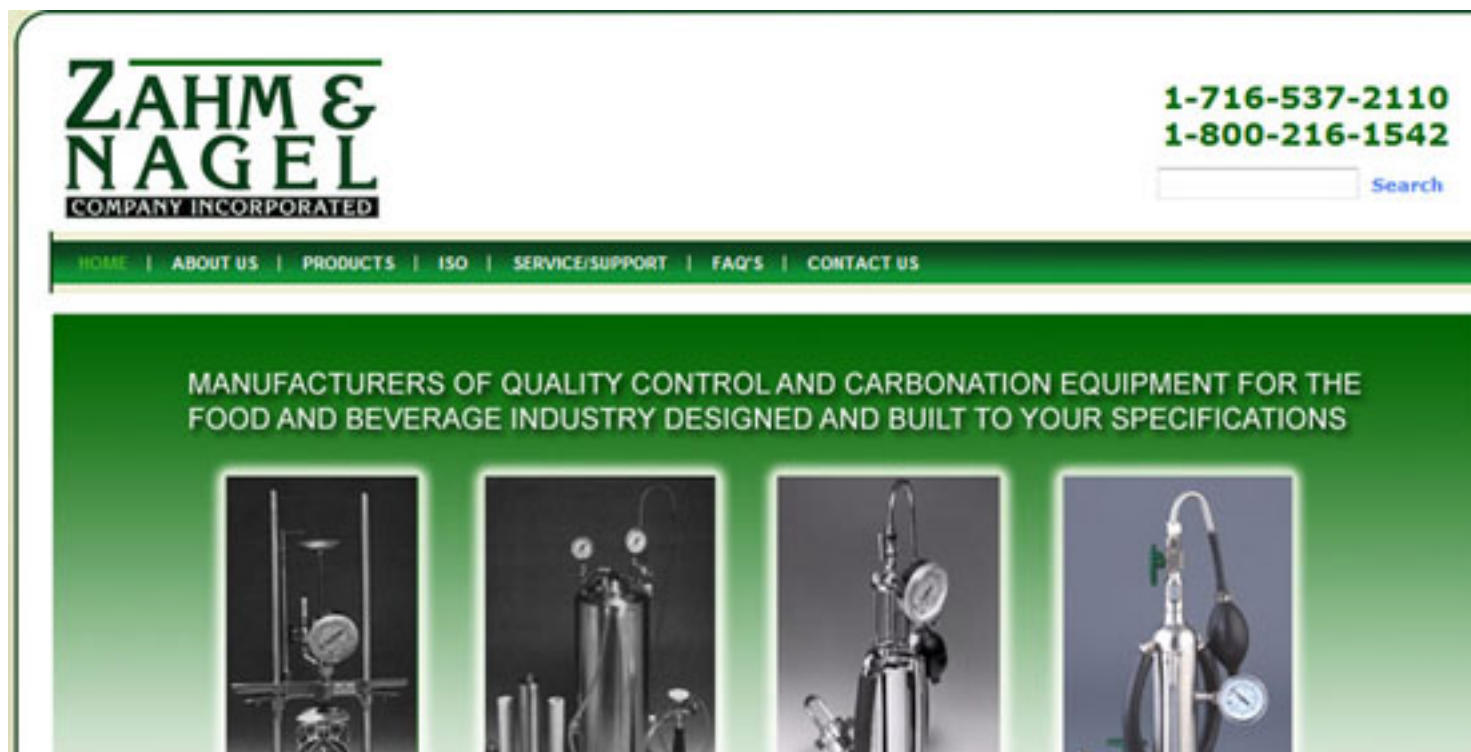 ZAHM &
NAGEL
COMPANY INCORPORATED
1-716-537-2110
1-800-216-1542
Search
HOME | ABOUT US | PRODUCTS | ISO | SERVICE/SUPPORT | FAQ'S | CONTACT US
MANUFACTURERS OF QUALITY CONTROL AND CARBONATION EQUIPMENT FOR THE
FOOD AND BEVERAGE INDUSTRY DESIGNED AND BUILT TO YOUR SPECIFICATIONS